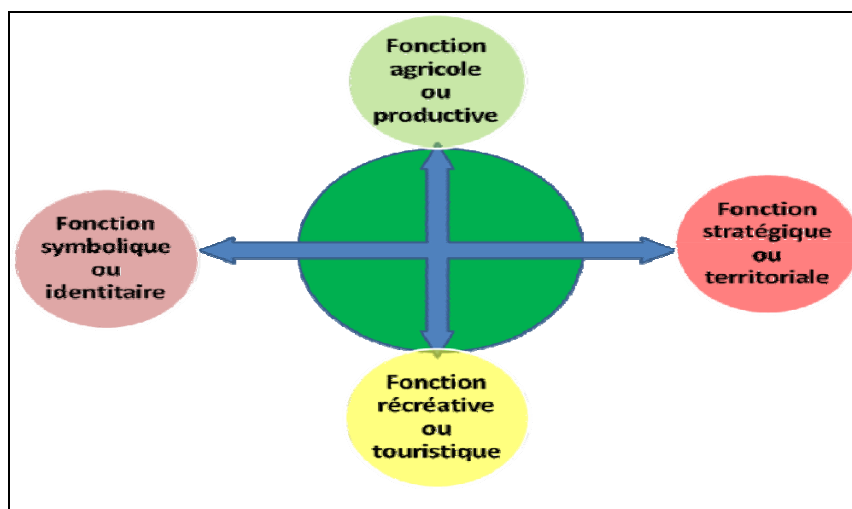 Fonction
agricole
ou
productive
Fonction
symbolique
ou
identitaire
Fonction
stratégique
ou
territoriale
Fonction
récréative
ou
touristique